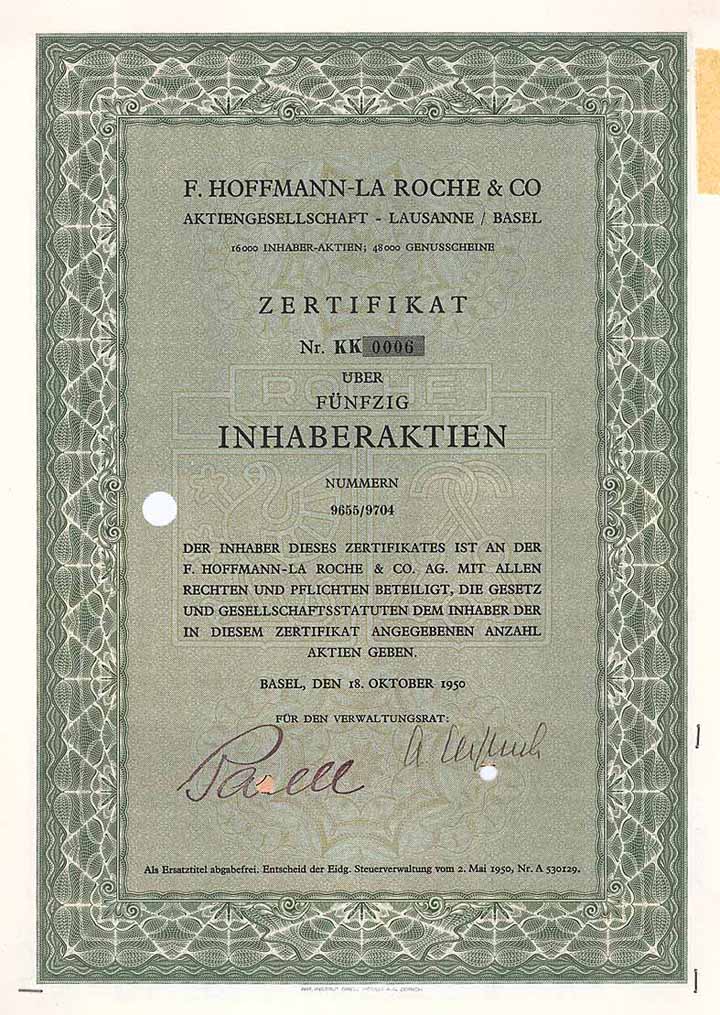 F. HOFFMANN-LA ROCHE & CO
AKTIENGESELLSCHAFT - LAUSANNE / BASEL
16000 INHABER-AKTIEN; 48000 GENUSSCHEINE
ZERTIFIKAT
Nr. KK 0006
ÜBER
FÜNFZIG
ROCHE
INHABERAKTIEN
NUMMERN
9655/9704
DER INHABER DIESES ZERTIFIKATES IST AN DER
F. HOFFMANN-LA ROCHE & CO. AG. MIT ALLEN
RECHTEN UND PFLICHTEN BETEILIGT, DIE GESETZ
UND GESELLSCHAFTSSTATUTEN DEM INHABER DER
IN DIESEM ZERTIFIKAT ANGEGEBENEN ANZAHL
AKTIEN GEBEN.
BASEL, DEN 18. OKTOBER 1950
FÜR DEN VERWALTUNGSRAT:
Als Ersatztitel abgabefrei. Entscheid der Eidg. Steuerverwaltung vom 2. Mai 1950, Nr. A 530129.